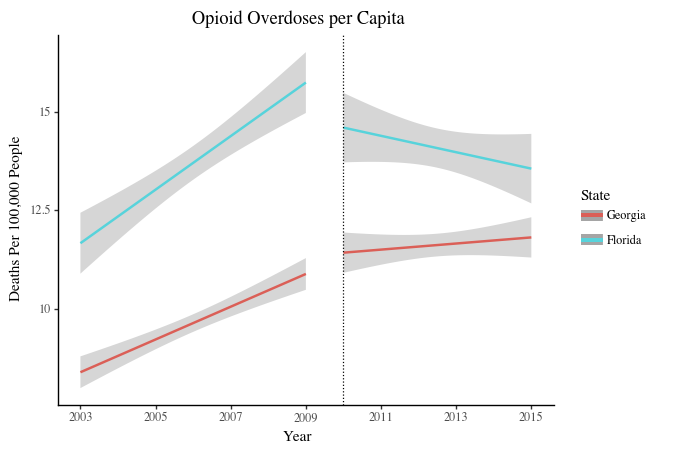 Opioid Overdoses per Capita
Deaths Per 100,000 People
15
12.5
10
2003 2005 2007 2009 2011 2013 2015
Year
State
Georgia
Florida